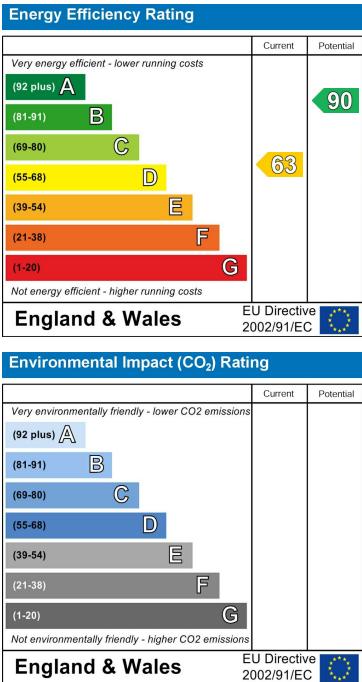 Energy Efficiency Rating
Current Potential
Very energy efficient - lower running costs
(92 plus) A
(81-91) B
(69-80) C
(55-68) D
(39-54) E
(21-38) F
(1-20) G
63
90
Not energy efficient - higher running costs
England & Wales
EU Directive
2002/91/EC
Environmental Impact (CO₂) Rating
Current Potential
Very environmentally friendly - lower CO2 emissions
(92 plus) A
(81-91) B
(69-80) C
(55-68) D
(39-54) E
(21-38) F
(1-20) G
Not environmentally friendly - higher CO2 emissions
England & Wales
EU Directive
2002/91/EC